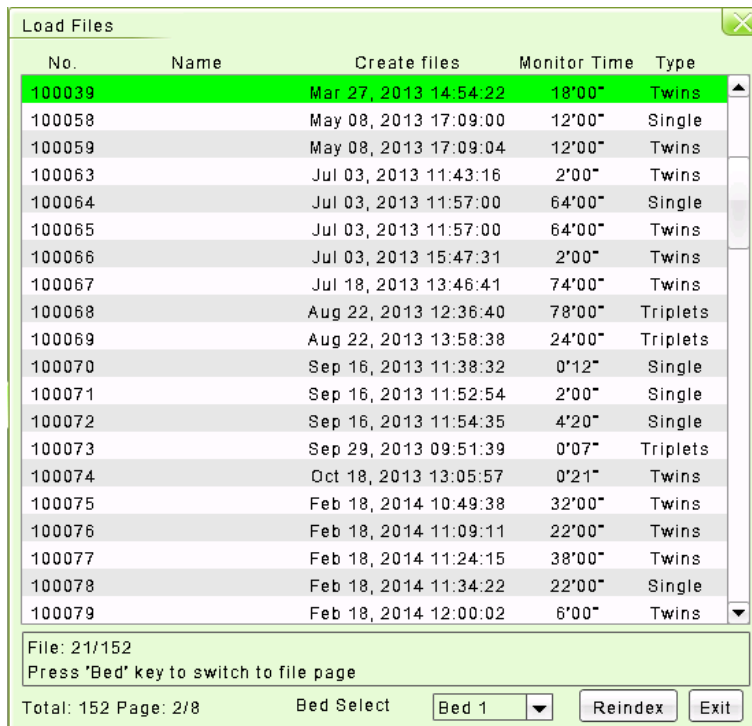 Load Files
No. Name Create files Monitor Time Type
100039 Mar 27, 2013 14:54:22 18'00" Twins
100058 May 08, 2013 17:09:00 12'00" Single
100059 May 08, 2013 17:09:04 12'00" Twins
100063 Jul 03, 2013 11:43:16 2'00" Twins
100064 Jul 03, 2013 11:57:00 64'00" Single
100065 Jul 03, 2013 11:57:00 64'00" Twins
100066 Jul 03, 2013 15:47:31 2'00" Twins
100067 Jul 18, 2013 13:46:41 74'00" Twins
100068 Aug 22, 2013 12:36:40 78'00" Triplets
100069 Aug 22, 2013 13:58:38 24'00" Triplets
100070 Sep 16, 2013 11:38:32 0'12" Single
100071 Sep 16, 2013 11:52:54 2'00" Single
100072 Sep 16, 2013 11:54:35 4'20" Single
100073 Sep 29, 2013 09:51:39 0'07" Triplets
100074 Oct 18, 2013 13:05:57 0'21" Twins
100075 Feb 18, 2014 10:49:38 32'00" Twins
100076 Feb 18, 2014 11:09:11 22'00" Twins
100077 Feb 18, 2014 11:24:15 38'00" Twins
100078 Feb 18, 2014 11:34:22 22'00" Single
100079 Feb 18, 2014 12:00:02 6'00" Twins
File: 21/152
Press 'Bed' key to switch to file page
Total: 152 Page: 2/8 Bed Select Bed 1 Reindex Exit